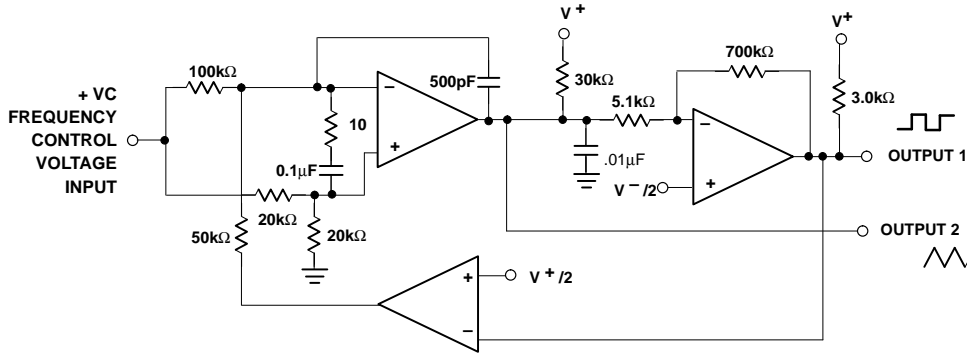 V+
V+
100kΩ
500pF
30kΩ
700kΩ
3.0kΩ
+ VC
FREQUENCY
CONTROL
VOLTAGE
INPUT
−
+
10
0.1μF
5.1kΩ
−
+
.01μF
V−/2
OUTPUT 1
20kΩ
20kΩ
50kΩ
OUTPUT 2
+
−
V+/2